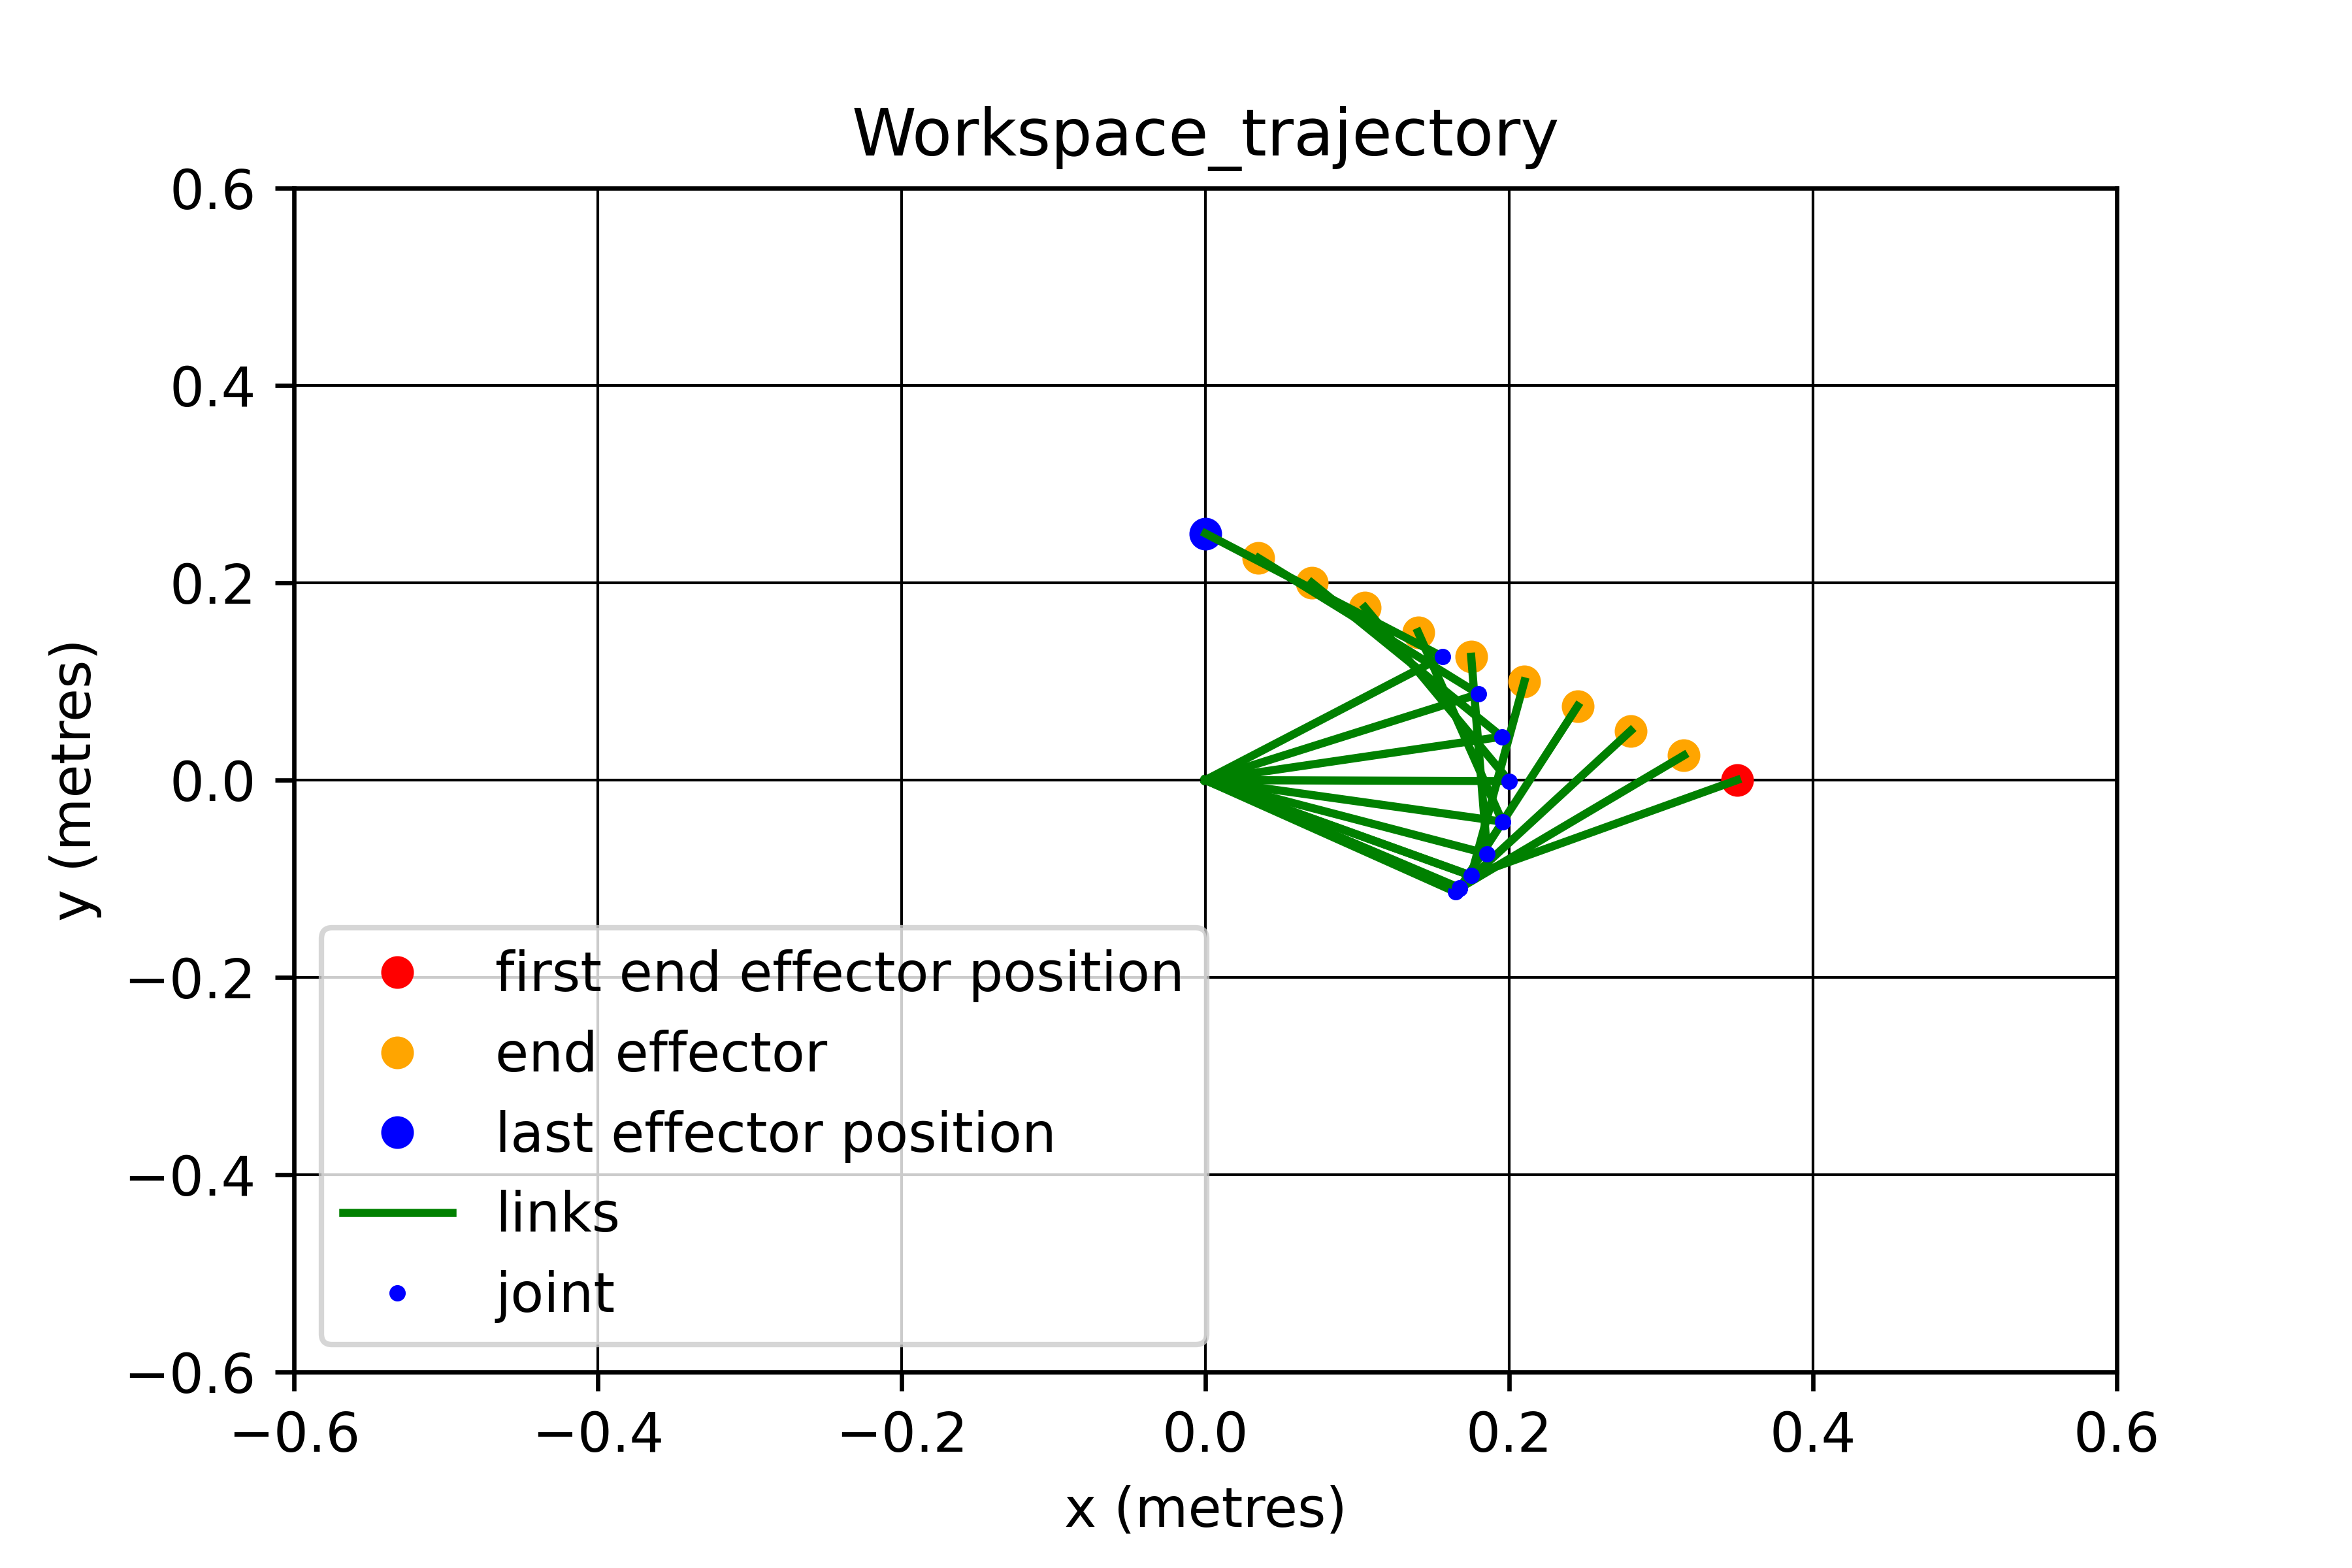 Workspace_trajectory
0.6
0.4
0.2
0.0
−0.2
−0.4
−0.6
y (metres)
first end effector position
end effector
last effector position
links
joint
−0.6 −0.4 −0.2 0.0 0.2 0.4 0.6
x (metres)